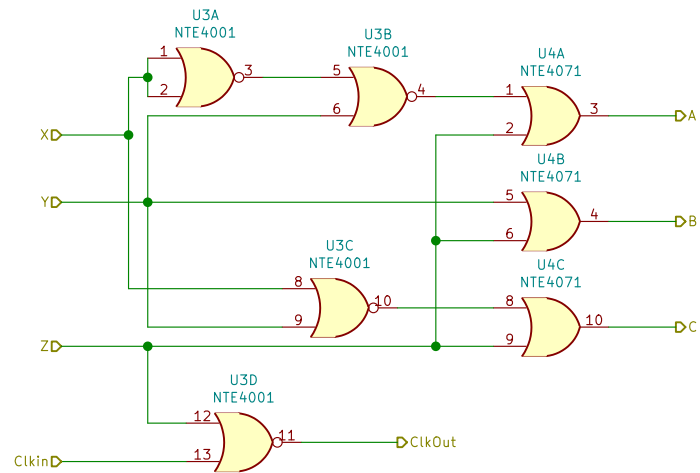 U3A
NTE4001
1
2
3
U3B
NTE4001
5
6
4
U4A
NTE4071
1
2
3
A
X
Y
U4B
NTE4071
5
6
4
B
U3C
NTE4001
8
9
10
U4C
NTE4071
8
9
10
C
Z
U3D
NTE4001
12
13
11
ClkOut
Clkin